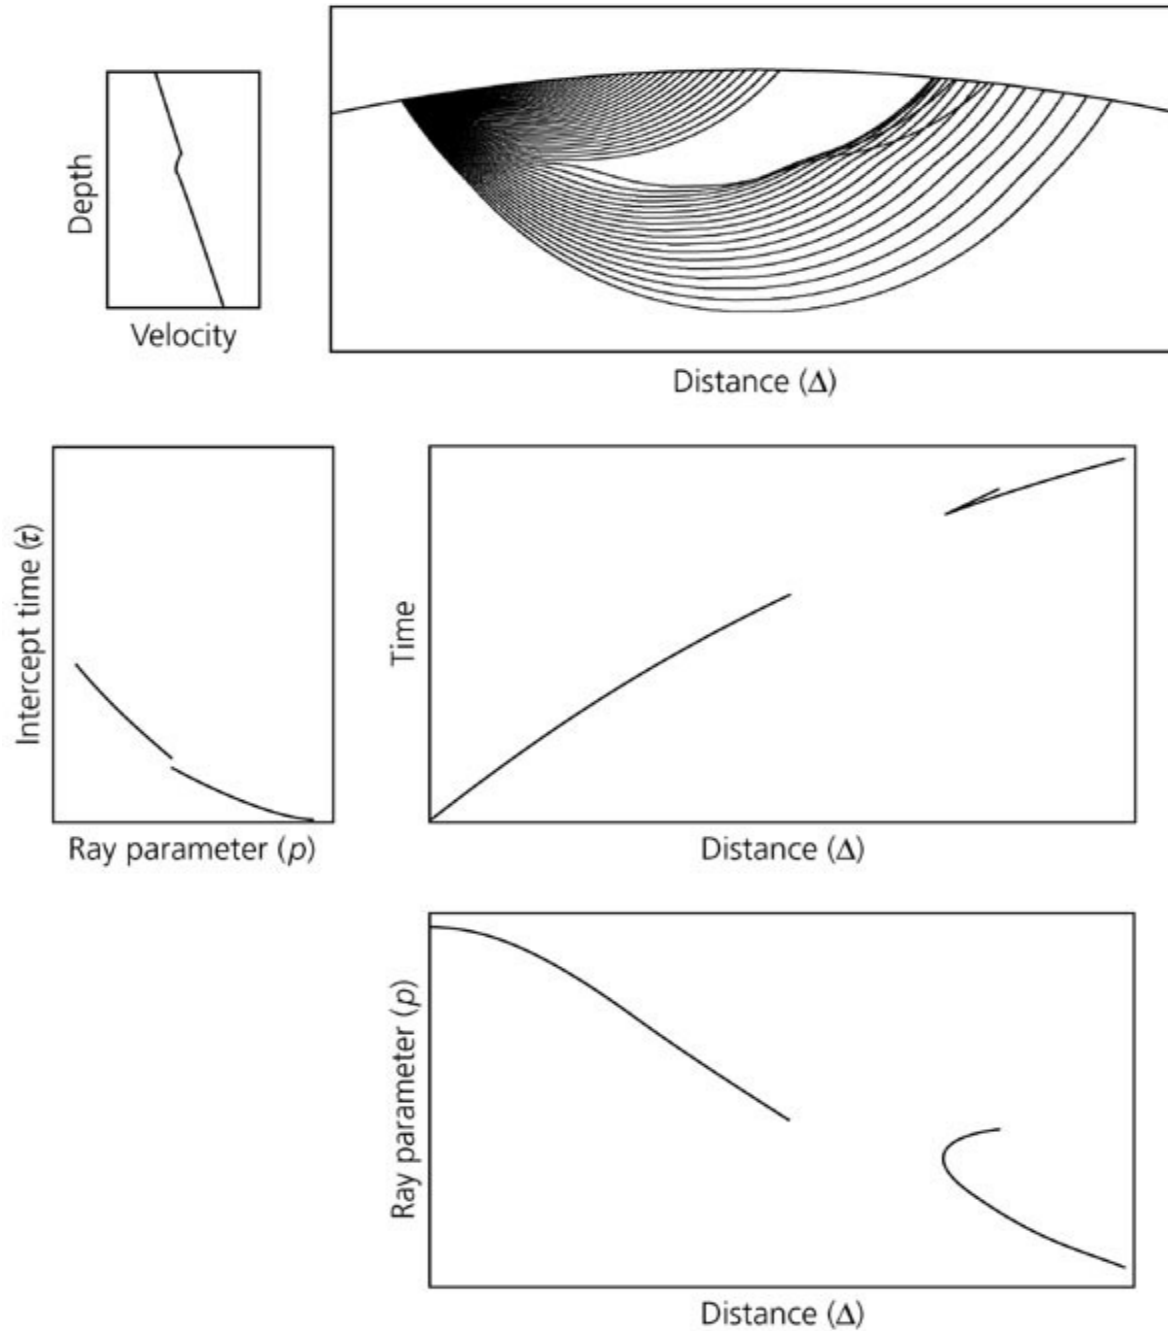 Depth
Velocity
Distance (Δ)
Intercept time (τ)
Ray parameter (p)
Time
Distance (Δ)
Ray parameter (p)
Distance (Δ)